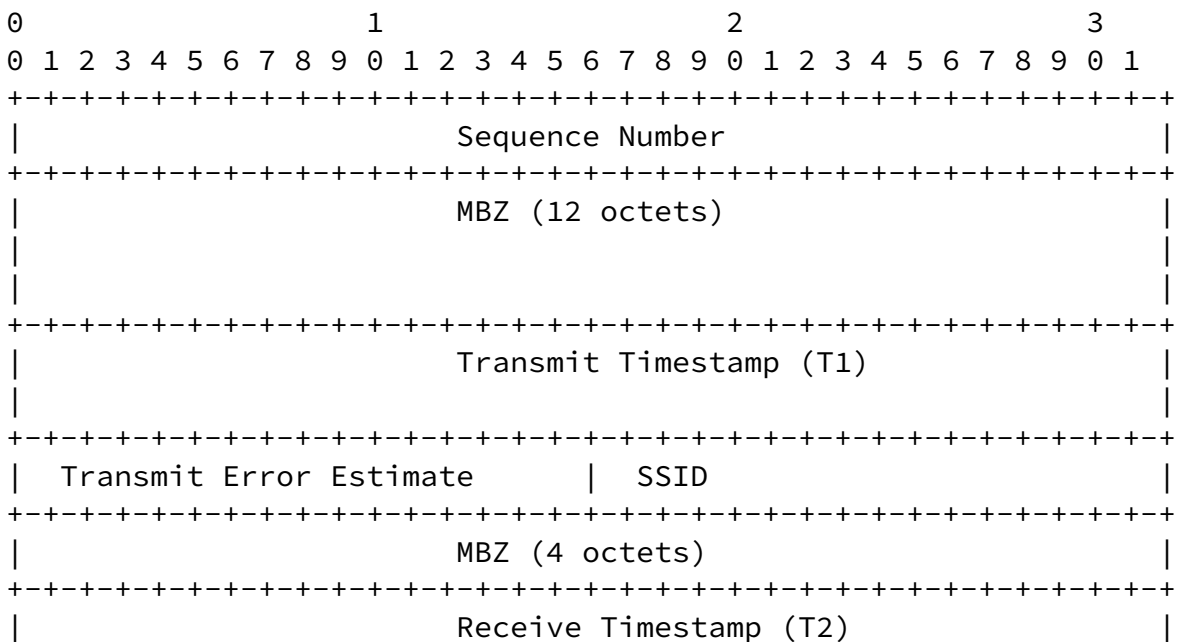 0                   1                   2                   3
0 1 2 3 4 5 6 7 8 9 0 1 2 3 4 5 6 7 8 9 0 1 2 3 4 5 6 7 8 9 0 1
+-+-+-+-+-+-+-+-+-+-+-+-+-+-+-+-+-+-+-+-+-+-+-+-+-+-+-+-+-+-+-+-+
|                        Sequence Number                        |
+-+-+-+-+-+-+-+-+-+-+-+-+-+-+-+-+-+-+-+-+-+-+-+-+-+-+-+-+-+-+-+-+
|                        MBZ (12 octets)                        |
|                                                               |
|                                                               |
+-+-+-+-+-+-+-+-+-+-+-+-+-+-+-+-+-+-+-+-+-+-+-+-+-+-+-+-+-+-+-+-+
|                        Transmit Timestamp (T1)                |
|                                                               |
+-+-+-+-+-+-+-+-+-+-+-+-+-+-+-+-+-+-+-+-+-+-+-+-+-+-+-+-+-+-+-+-+
|  Transmit Error Estimate      |  SSID                         |
+-+-+-+-+-+-+-+-+-+-+-+-+-+-+-+-+-+-+-+-+-+-+-+-+-+-+-+-+-+-+-+-+
|                        MBZ (4 octets)                         |
+-+-+-+-+-+-+-+-+-+-+-+-+-+-+-+-+-+-+-+-+-+-+-+-+-+-+-+-+-+-+-+-+
|                        Receive Timestamp (T2)                 |